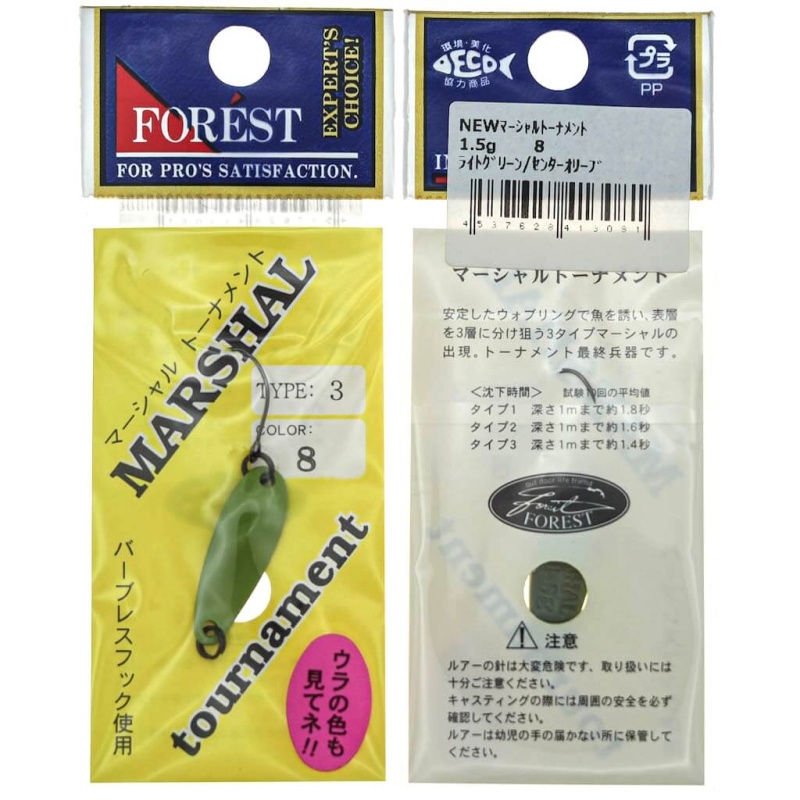 FORÉST
EXPERT'S
CHOICE!
FOR PRO'S SATISFACTION.
マーシャル トーナメント
MARSHAL
TYPE: 3
COLOR:
8
tournament
バーブレスフック使用
ウラの色も
見てネ!!
環境・美化
ECO
協力商品
プラ
PP
NEWマーシャルトーナメント
1.5g 8
ライトグリーン/センターオリーブ
4537628413081
マーシャルトーナメント
安定したウォブリングで魚を誘い、表層
を3層に分け狙う3タイプマーシャルの
出現。トーナメント最終兵器です。
＜沈下時間＞ 試験10回の平均値
タイプ1 深さ1mまで約1.8秒
タイプ2 深さ1mまで約1.6秒
タイプ3 深さ1mまで約1.4秒
Forest
FOREST
注意
ルアーの針は大変危険です、取り扱いには
十分ご注意ください。
キャスティングの際には周囲の安全を必ず
確認してください。
ルアーは幼児の手の届かない所に保管して
ください。